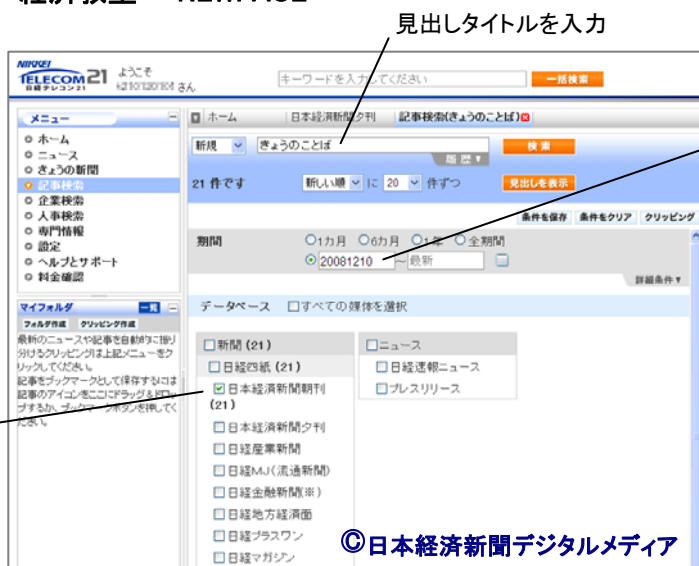 見出しタイトルを入力
NIKKEI
TELECOM21
日経テレコン21
ようこそ
さん
キーワードを入力してください
一括検索
メニュー
ホーム
ニュース
きょうの新聞
記事検索
企業検索
人事検索
専門情報
設定
ヘルプとサポート
料金確認
マイフォルダ 一覧
フォルダ作成 クリッピング作成
最新のニュースや記事を自動的に振り
分けるクリッピングは上記メニューをク
リックしてください。
記事をブックマークとして保存するには
記事のアイコンをここにドラッグ&ドロッ
プするか、ブックマークボタンを押してく
ださい。
ホーム 日本経済新聞夕刊 記事検索(きょうのことば)
新規 きょうのことば 検索
履歴▼
21 件です 新しい順 に 20 件ずつ 見出しを表示
条件を保存 条件をクリア クリッピング
期間 1カ月 6カ月 1年 全期間
20081210 ～ 最新
詳細条件▼
データベース すべての媒体を選択
新聞 (21)
日経四紙 (21)
日本経済新聞朝刊
(21)
日本経済新聞夕刊
日経産業新聞
日経MJ(流通新聞)
日経金融新聞(※)
日経地方経済面
日経プラスワン
日経マガジン
ニュース
日経速報ニュース
プレスリリース
©日本経済新聞デジタルメディア